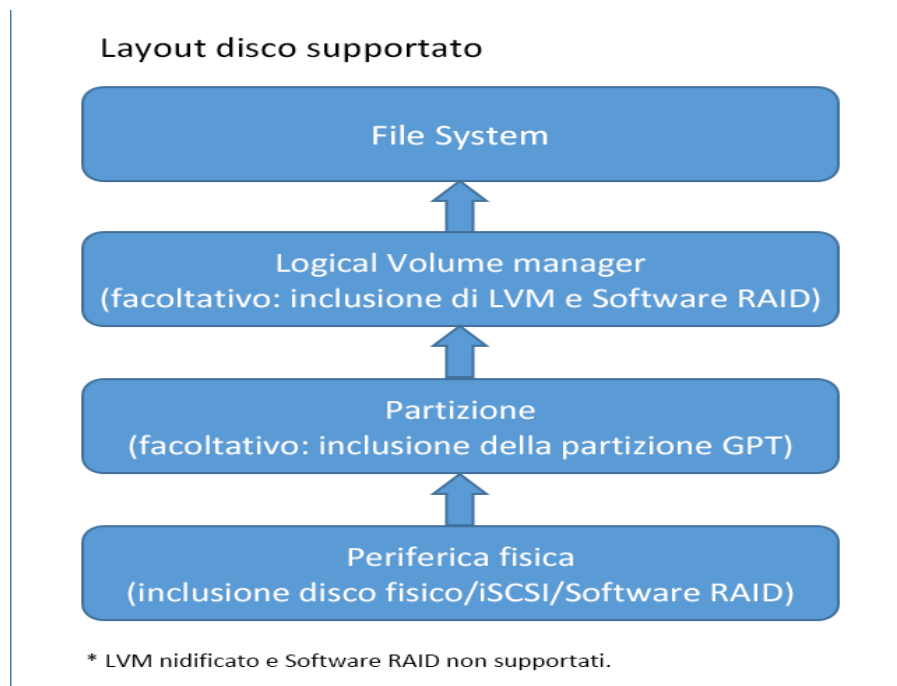 Layout disco supportato
File System
Logical Volume manager
(facoltativo: inclusione di LVM e Software RAID)
Partizione
(facoltativo: inclusione della partizione GPT)
Periferica fisica
(inclusione disco fisico/iSCSI/Software RAID)
* LVM nidificato e Software RAID non supportati.